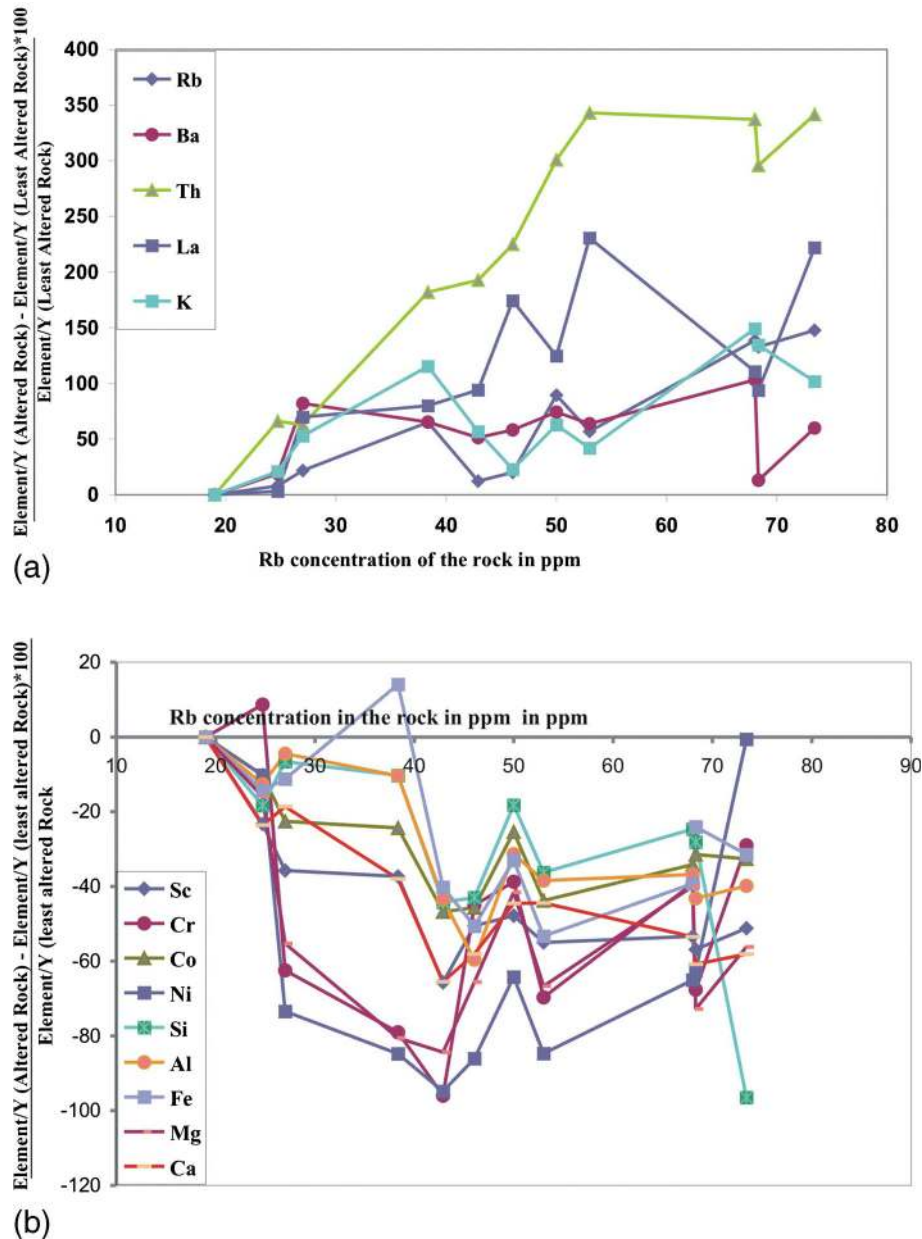 Element/Y (Altered Rock) - Element/Y (Least Altered Rock)*100
Element/Y (Least Altered Rock)
400
350
300
250
200
150
100
50
0
Rb
Ba
Th
La
K
10 20 30 40 50 60 70 80
Rb concentration of the rock in ppm
(a)
Element/Y (Altered Rock) - Element/Y (least altered Rock)*100
Element/Y (least altered Rock
20
Rb concentration in the rock in ppm in ppm
0
10 20 30 40 50 60 70 80 90
-20
-40
-60
-80
-100
-120
Sc
Cr
Co
Ni
Si
Al
Fe
Mg
Ca
(b)